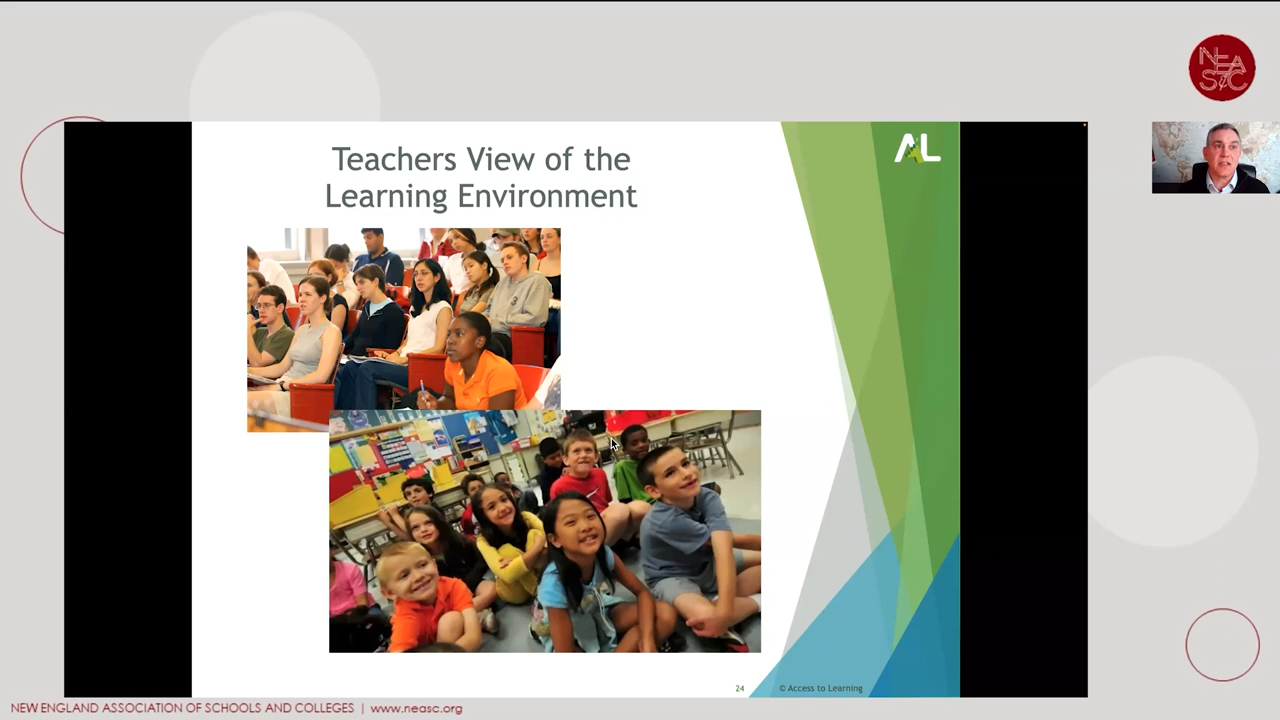 NEASC
AL
Teachers View of the
Learning Environment
24 © Access to Learning
NEW ENGLAND ASSOCIATION OF SCHOOLS AND COLLEGES | www.neasc.org